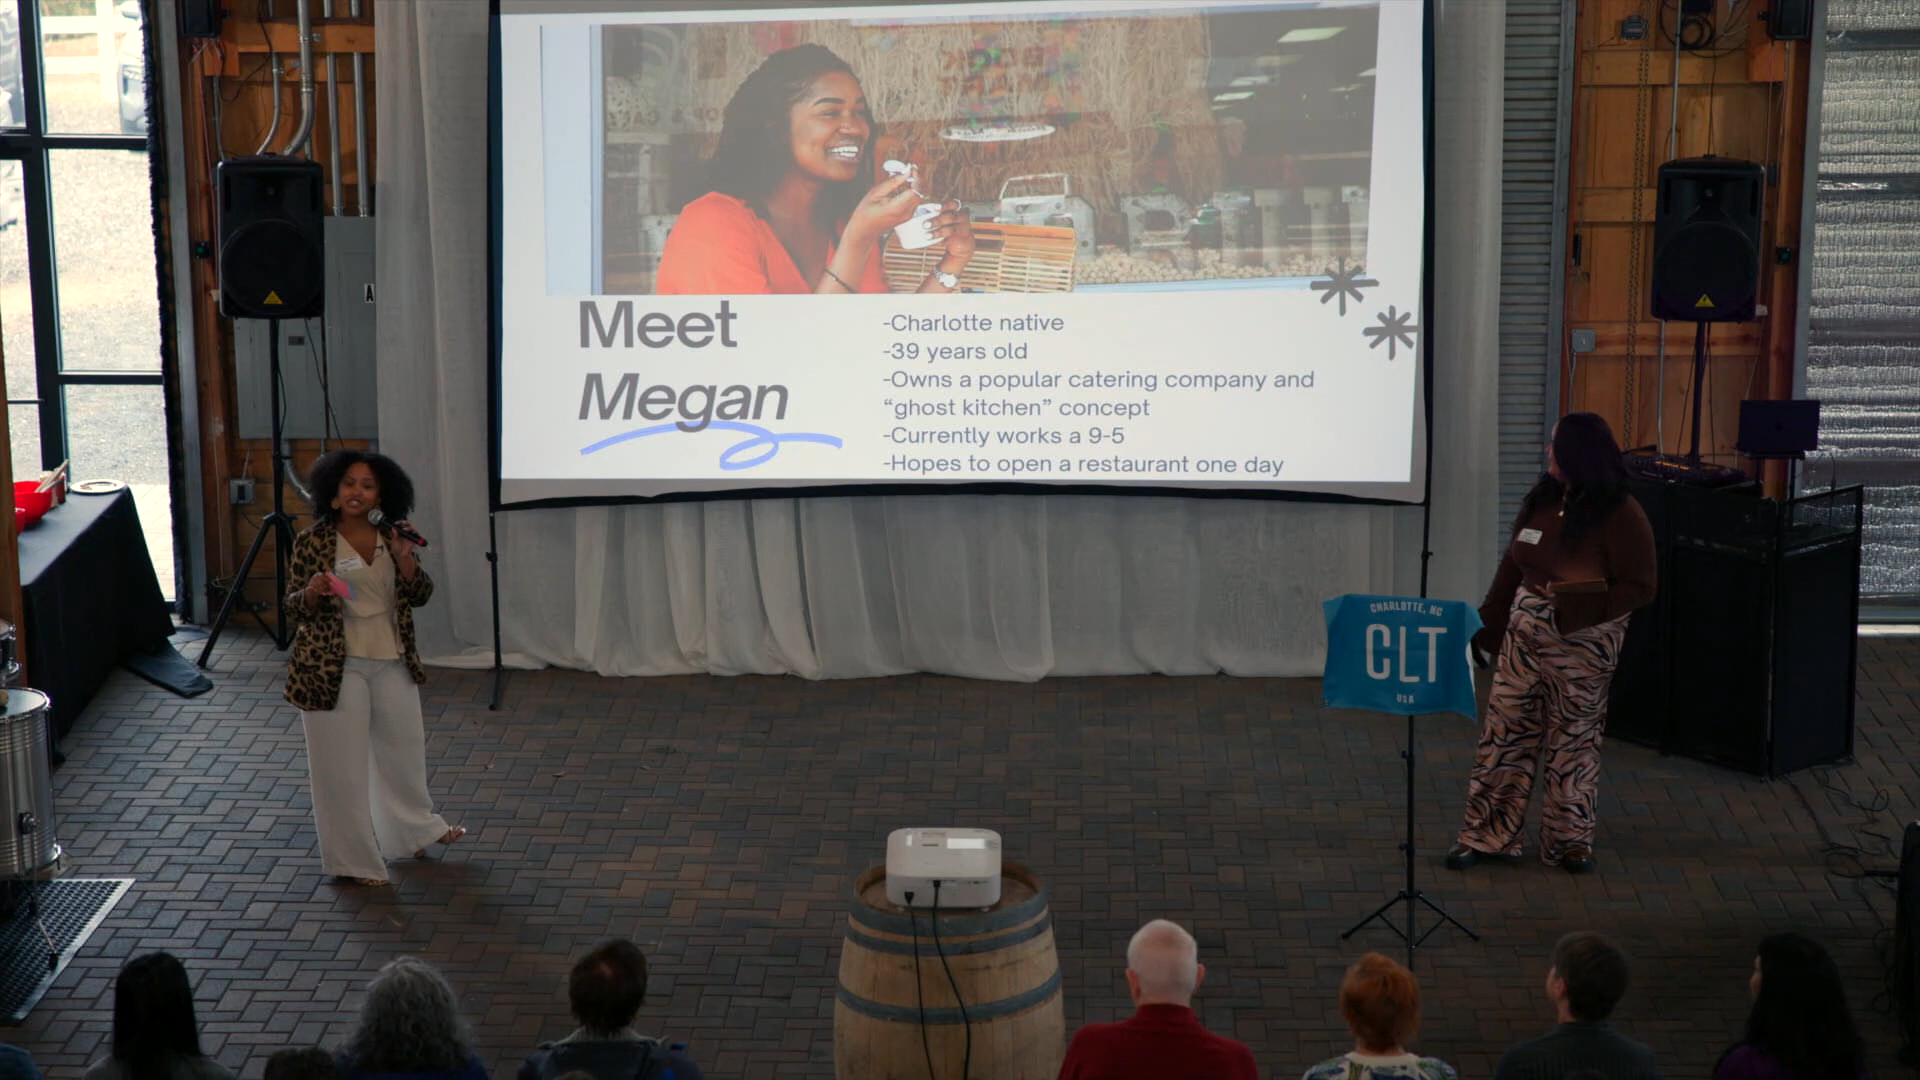 Meet
Megan
-Charlotte native
-39 years old
-Owns a popular catering company and
“ghost kitchen” concept
-Currently works a 9-5
-Hopes to open a restaurant one day
A
CHARLOTTE, NC
CLT
USA